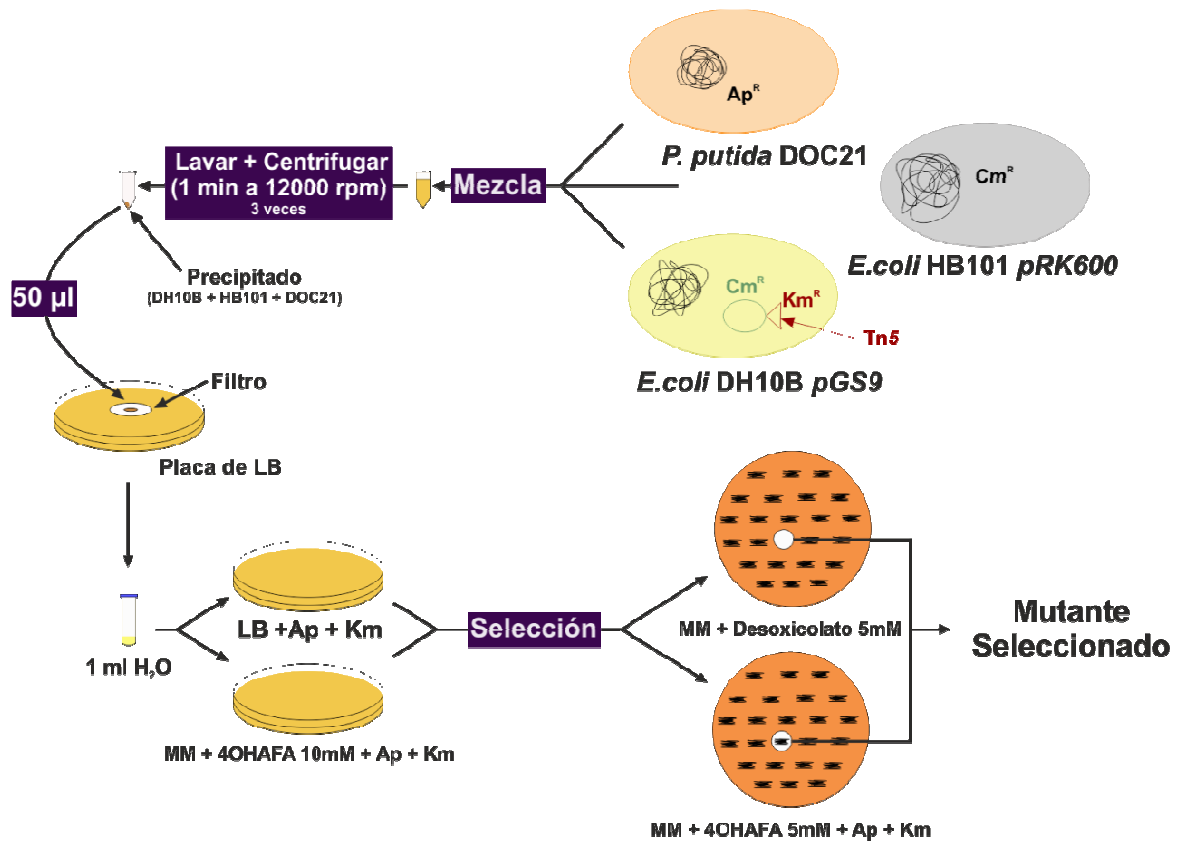 Ap^R
P. putida DOC21
Cm^R
E.coli HB101 pRK600
Cm^R
Km^R
Tn5
E.coli DH10B pGS9
Mezcla
Lavar + Centrifugar
(1 min a 12000 rpm)
3 veces
Precipitado
(DH10B + HB101 + DOC21)
50 µl
Filtro
Placa de LB
1 ml H₂O
LB +Ap + Km
MM + 4OHAFA 10mM + Ap + Km
Selección
MM + Desoxicolato 5mM
MM + 4OHAFA 5mM + Ap + Km
Mutante
Seleccionado